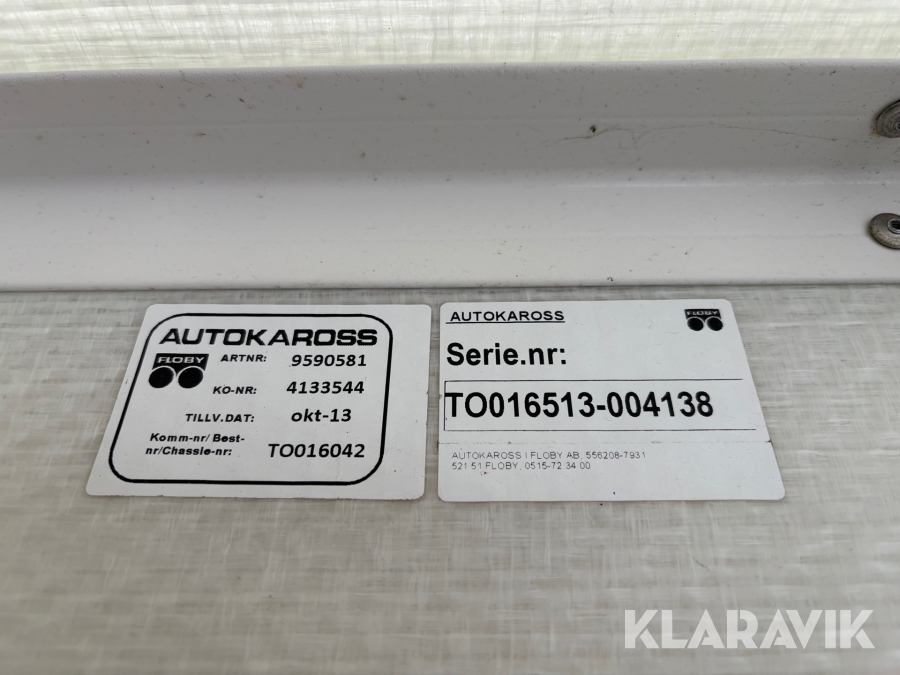 AUTOKAROSS
FLOBY
ARTNR: 9590581
KO-NR: 4133544
TILLV.DAT: okt-13
Komm-nr/ Best-
nr/Chassie-nr: TO016042
AUTOKAROSS
FLOBY
Serie.nr:
TO016513-004138
AUTOKAROSS I FLOBY AB, 556208-7931
521 51 FLOBY, 0515-72 34 00
KLARAVIK